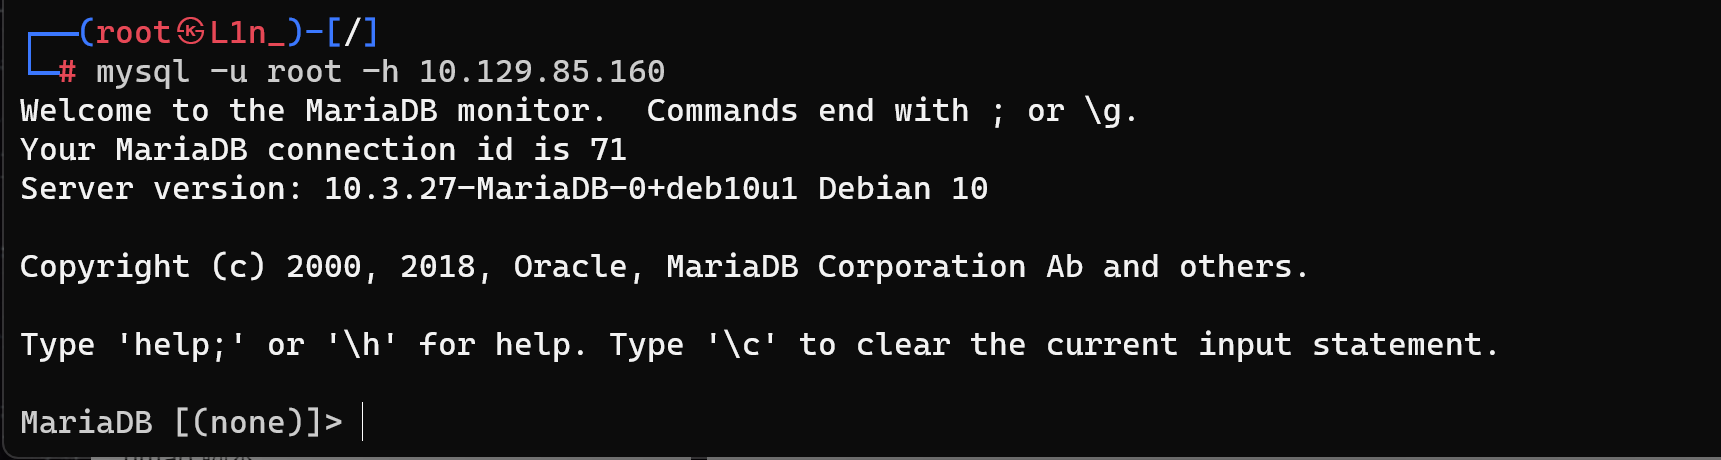 ┌──(root㉿L1n_)-[/]
└─# mysql -u root -h 10.129.85.160
Welcome to the MariaDB monitor.  Commands end with ; or \g.
Your MariaDB connection id is 71
Server version: 10.3.27-MariaDB-0+deb10u1 Debian 10
Copyright (c) 2000, 2018, Oracle, MariaDB Corporation Ab and others.
Type 'help;' or '\h' for help. Type '\c' to clear the current input statement.
MariaDB [(none)]>